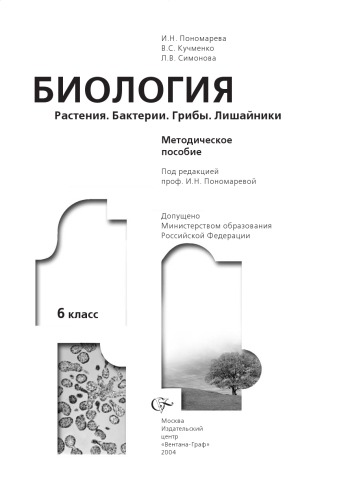 И.Н. Пономарева
В.С. Кучменко
Л.В. Симонова
БИОЛОГИЯ
Растения. Бактерии. Грибы. Лишайники
Методическое
пособие
Под редакцией
проф. И.Н. Пономаревой
Допущено
Министерством образования
Российской Федерации
6 класс
Москва
Издательский
центр
«Вентана-Граф»
2004